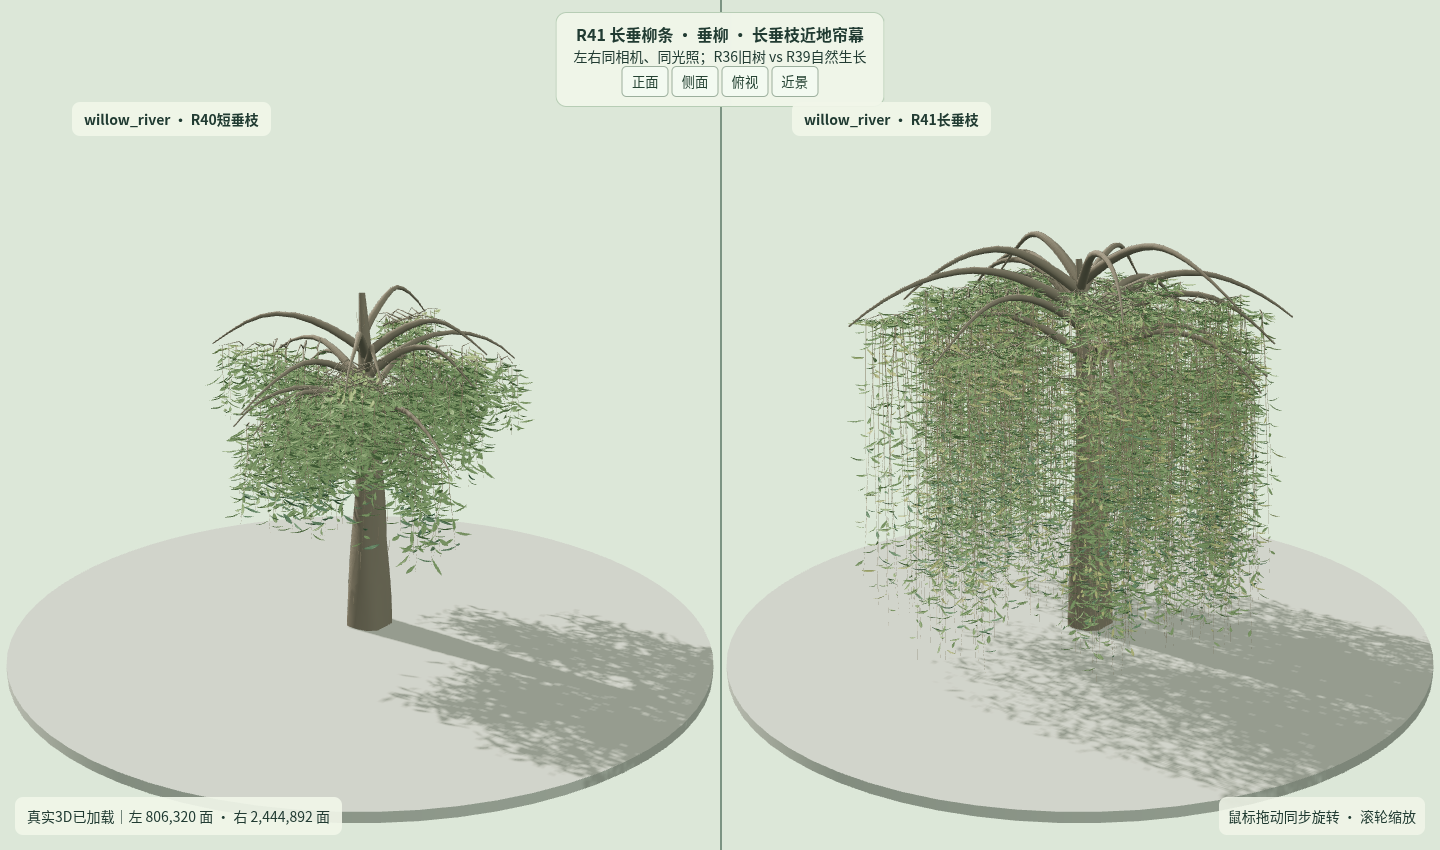 R41 长垂柳条 · 垂柳 · 长垂枝近地帘幕
左右同相机、同光照；R36旧树 vs R39自然生长
正面 侧面 俯视 近景
willow_river · R40短垂枝
willow_river · R41长垂枝
真实3D已加载｜左 806,320 面 · 右 2,444,892 面
鼠标拖动同步旋转 · 滚轮缩放